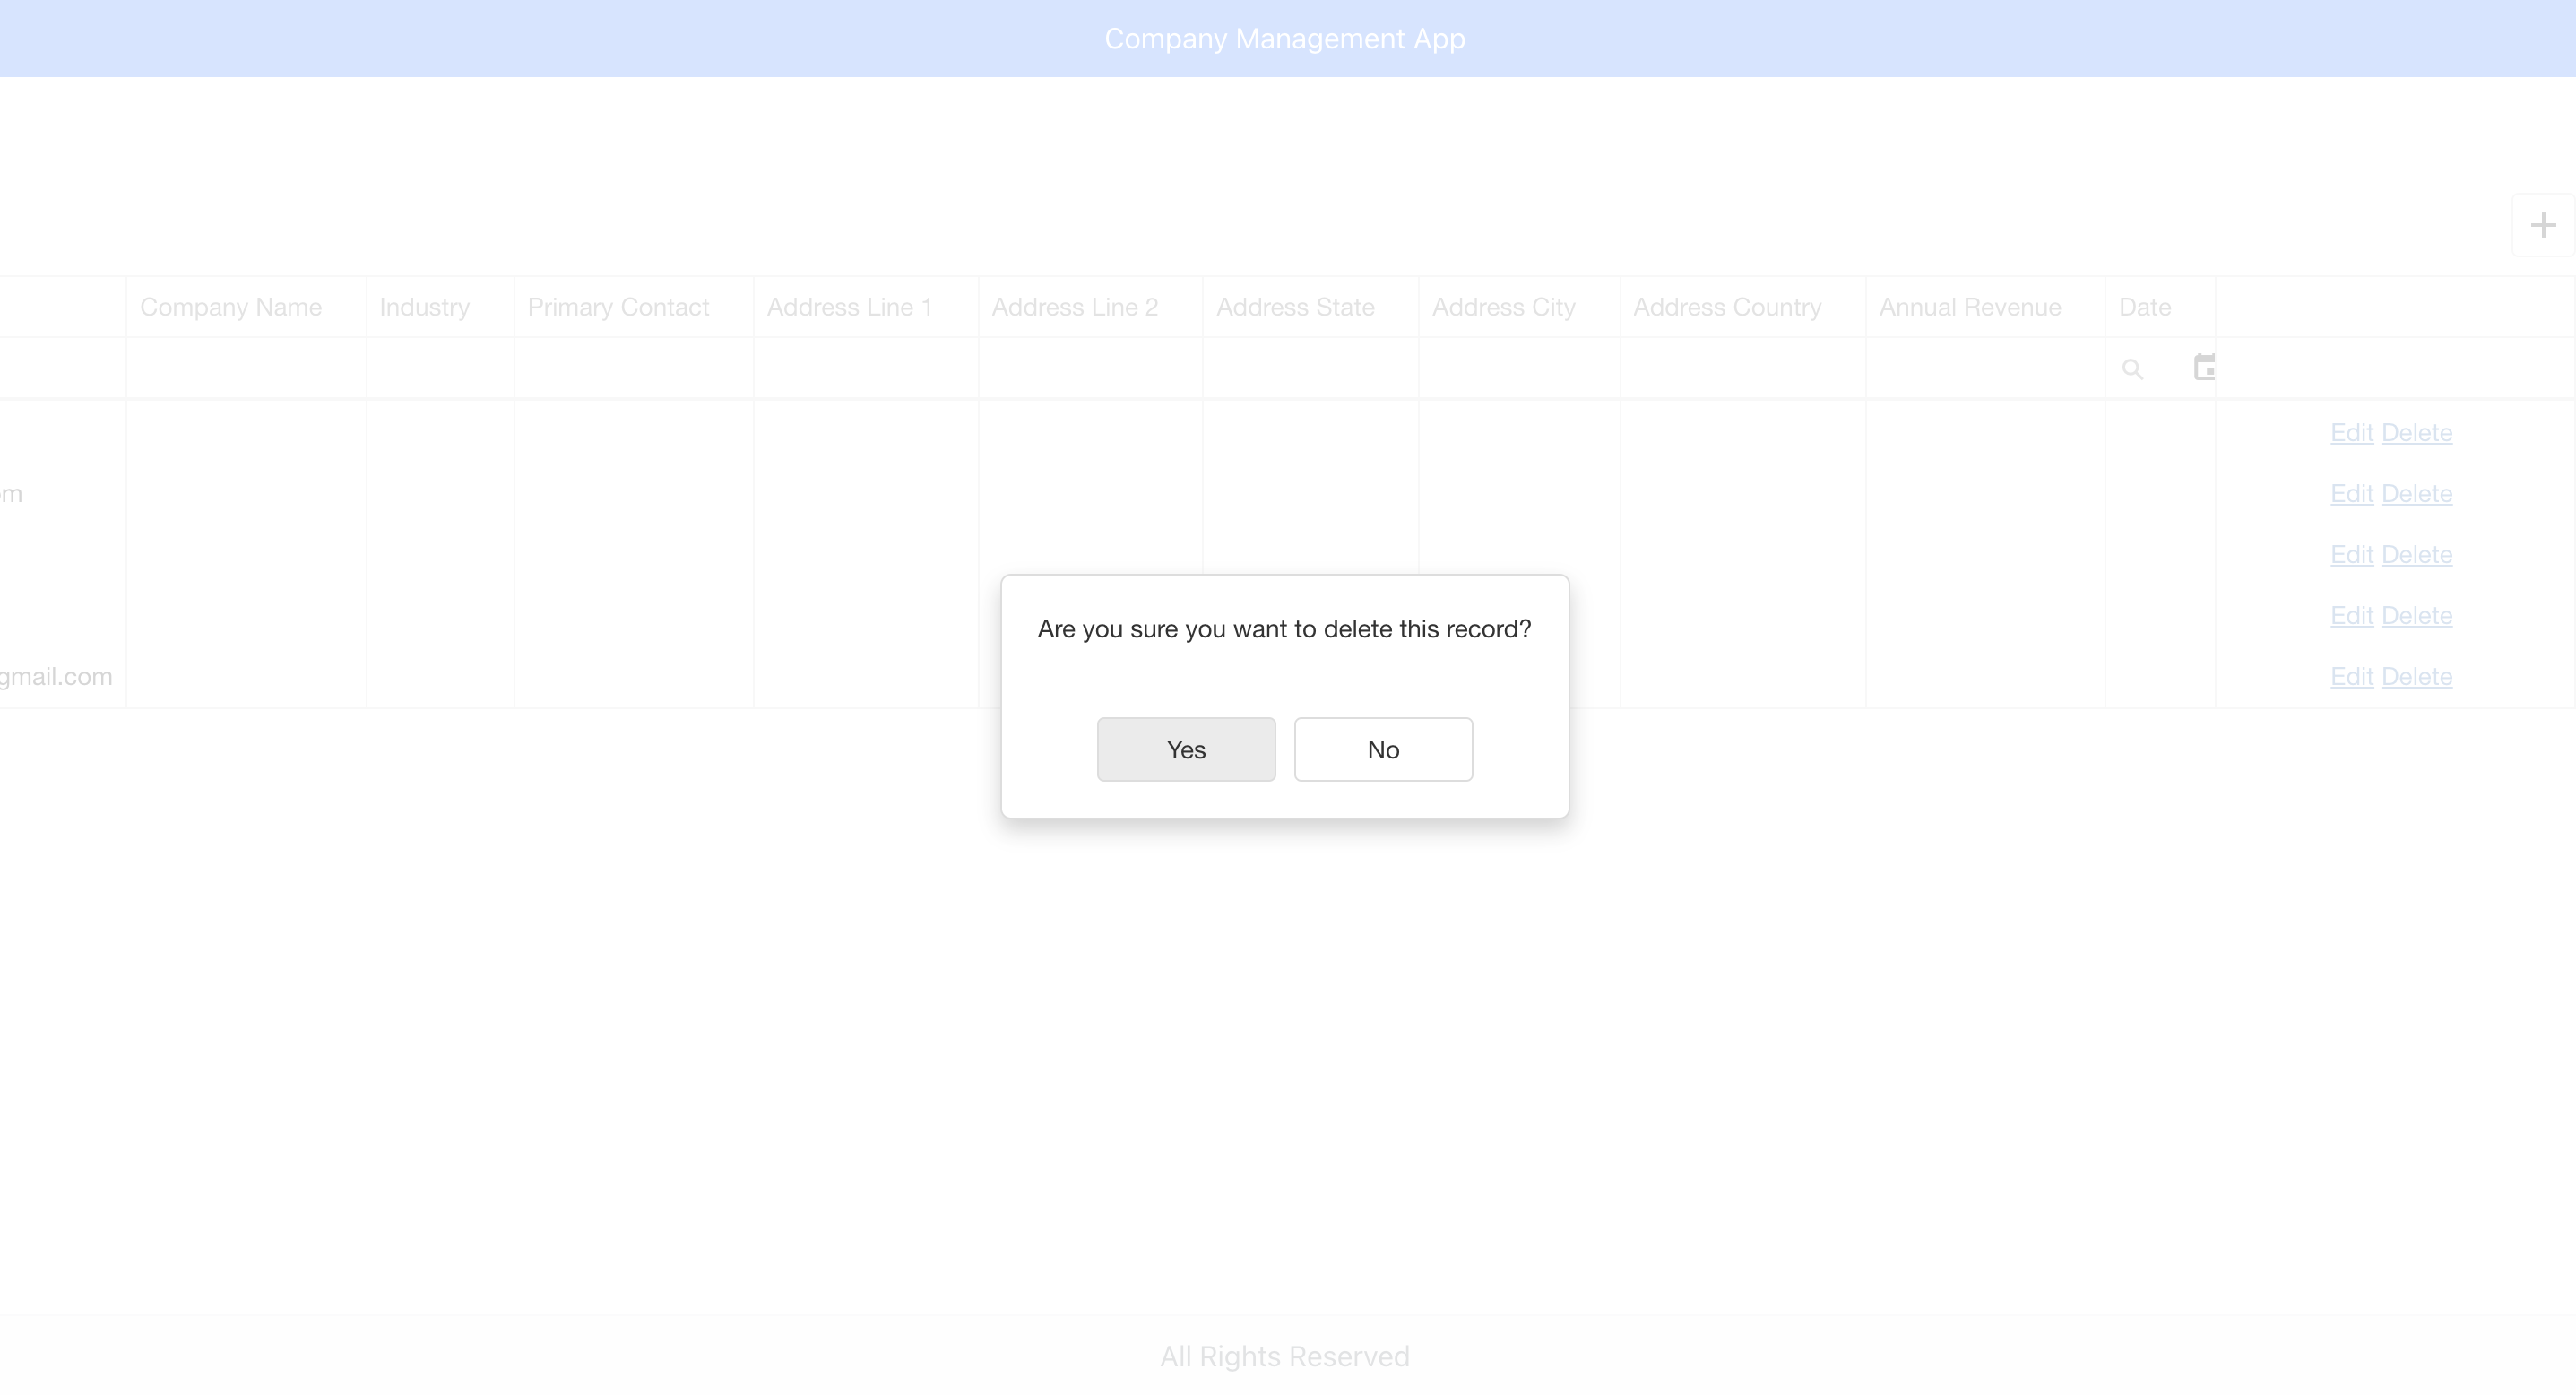 Company Management App
Company Name Industry Primary Contact Address Line 1 Address Line 2 Address State Address City Address Country Annual Revenue Date
Edit Delete
om Edit Delete
Edit Delete
Edit Delete
gmail.com Edit Delete
Are you sure you want to delete this record?
Yes No
All Rights Reserved